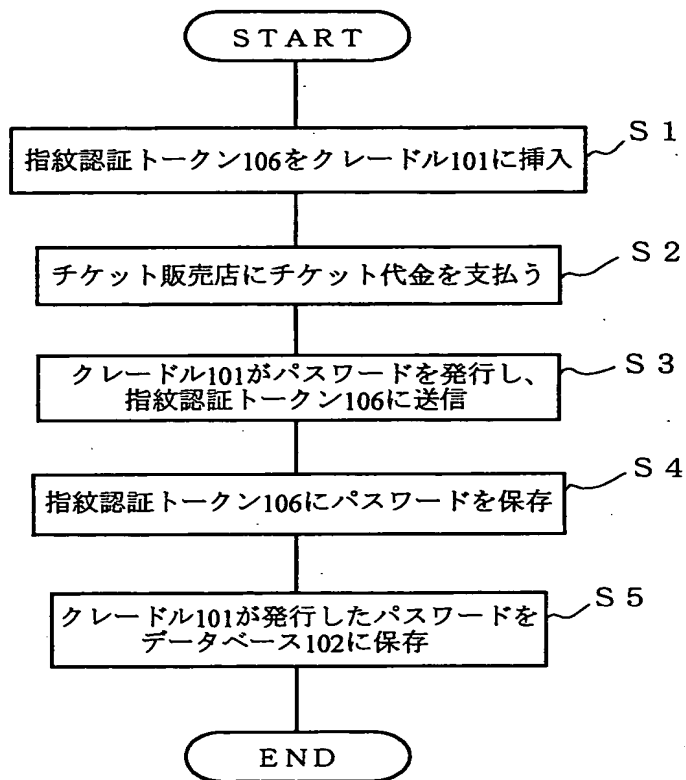 START
指紋認証トークン106をクレードル101に挿入
S1
チケット販売店にチケット代金を支払う
S2
クレードル101がパスワードを発行し、
指紋認証トークン106に送信
S3
指紋認証トークン106にパスワードを保存
S4
クレードル101が発行したパスワードを
データベース102に保存
S5
END